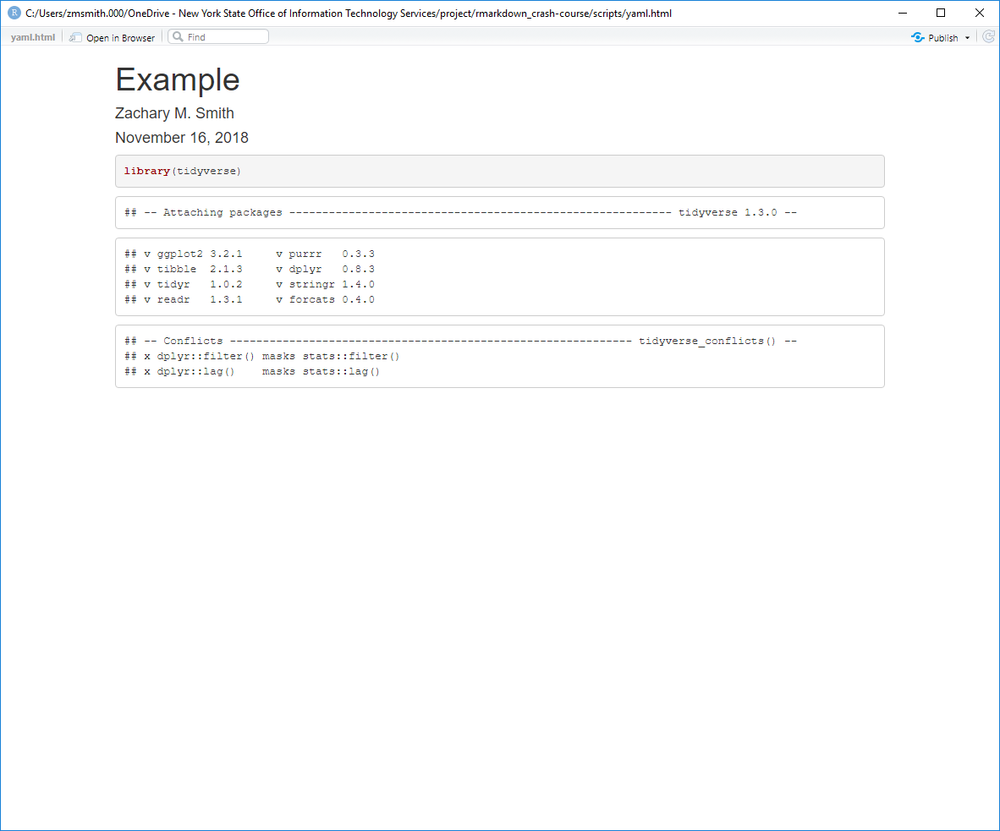 R C:/Users/zmsmith.000/OneDrive - New York State Office of Information Technology Services/project/rmarkdown_crash-course/scripts/yaml.html
yaml.html Open in Browser Find Publish
Example
Zachary M. Smith
November 16, 2018
library(tidyverse)
## -- Attaching packages ---------------------------------------------------------- tidyverse 1.3.0 --
## v ggplot2 3.2.1     v purrr   0.3.3
## v tibble  2.1.3     v dplyr   0.8.3
## v tidyr   1.0.2     v stringr 1.4.0
## v readr   1.3.1     v forcats 0.4.0
## -- Conflicts ------------------------------------------------------------- tidyverse_conflicts() --
## x dplyr::filter() masks stats::filter()
## x dplyr::lag()    masks stats::lag()